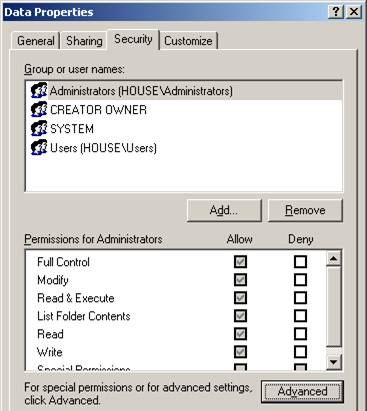 Data Properties
General Sharing Security Customize
Group or user names:
Administrators (HOUSE\Administrators)
CREATOR OWNER
SYSTEM
Users (HOUSE\Users)
Add... Remove
Permissions for Administrators Allow Deny
Full Control
Modify
Read & Execute
List Folder Contents
Read
Write
Special Permissions
For special permissions or for advanced settings,
click Advanced.
Advanced